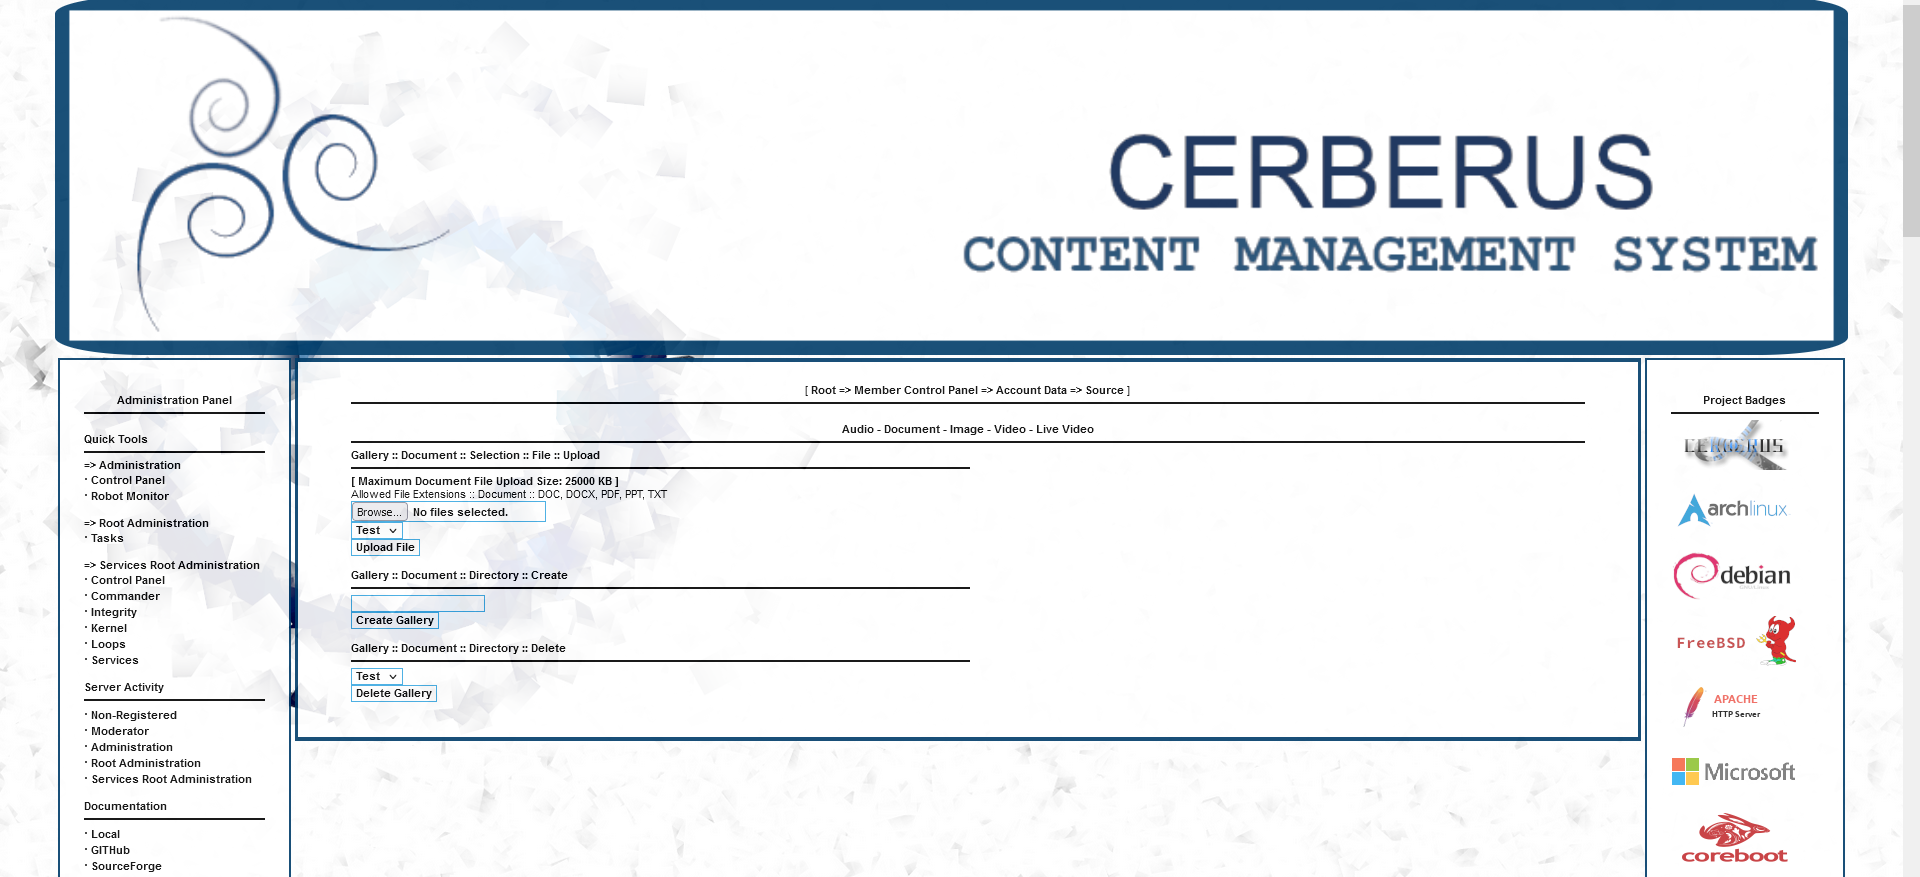 CERBERUS
CONTENT MANAGEMENT SYSTEM
Administration Panel
Quick Tools
=> Administration
· Control Panel
· Robot Monitor
=> Root Administration
· Tasks
=> Services Root Administration
· Control Panel
· Commander
· Integrity
· Kernel
· Loops
· Services
Server Activity
· Non-Registered
· Moderator
· Administration
· Root Administration
· Services Root Administration
Documentation
· Local
· GITHub
· SourceForge
[ Root => Member Control Panel => Account Data => Source ]
Audio - Document - Image - Video - Live Video
Gallery :: Document :: Selection :: File :: Upload
[ Maximum Document File Upload Size: 25000 KB ]
Allowed File Extensions :: Document :: DOC, DOCX, PDF, PPT, TXT
Browse... No files selected.
Test
Upload File
Gallery :: Document :: Directory :: Create
Create Gallery
Gallery :: Document :: Directory :: Delete
Test
Delete Gallery
Project Badges
CERBERUS
archlinux
debian
FreeBSD
APACHE
HTTP Server
Microsoft
coreboot